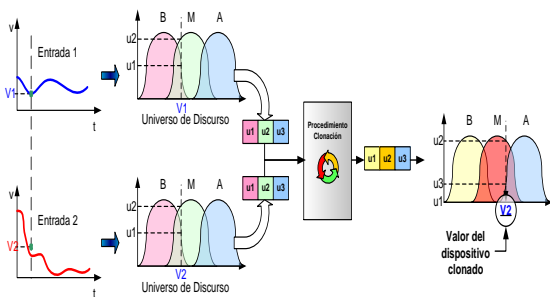 v
Entrada 1
V1
t
B M A
u2
u1
V1
Universo de Discurso
u1 u2 u3
v
Entrada 2
V2
t
B M A
u2
u1
V2
Universo de Discurso
u1 u2 u3
Procedimiento
Clonación
u1 u2 u3
B M A
u2
u3
u1
V2
Valor del
dispositivo
clonado